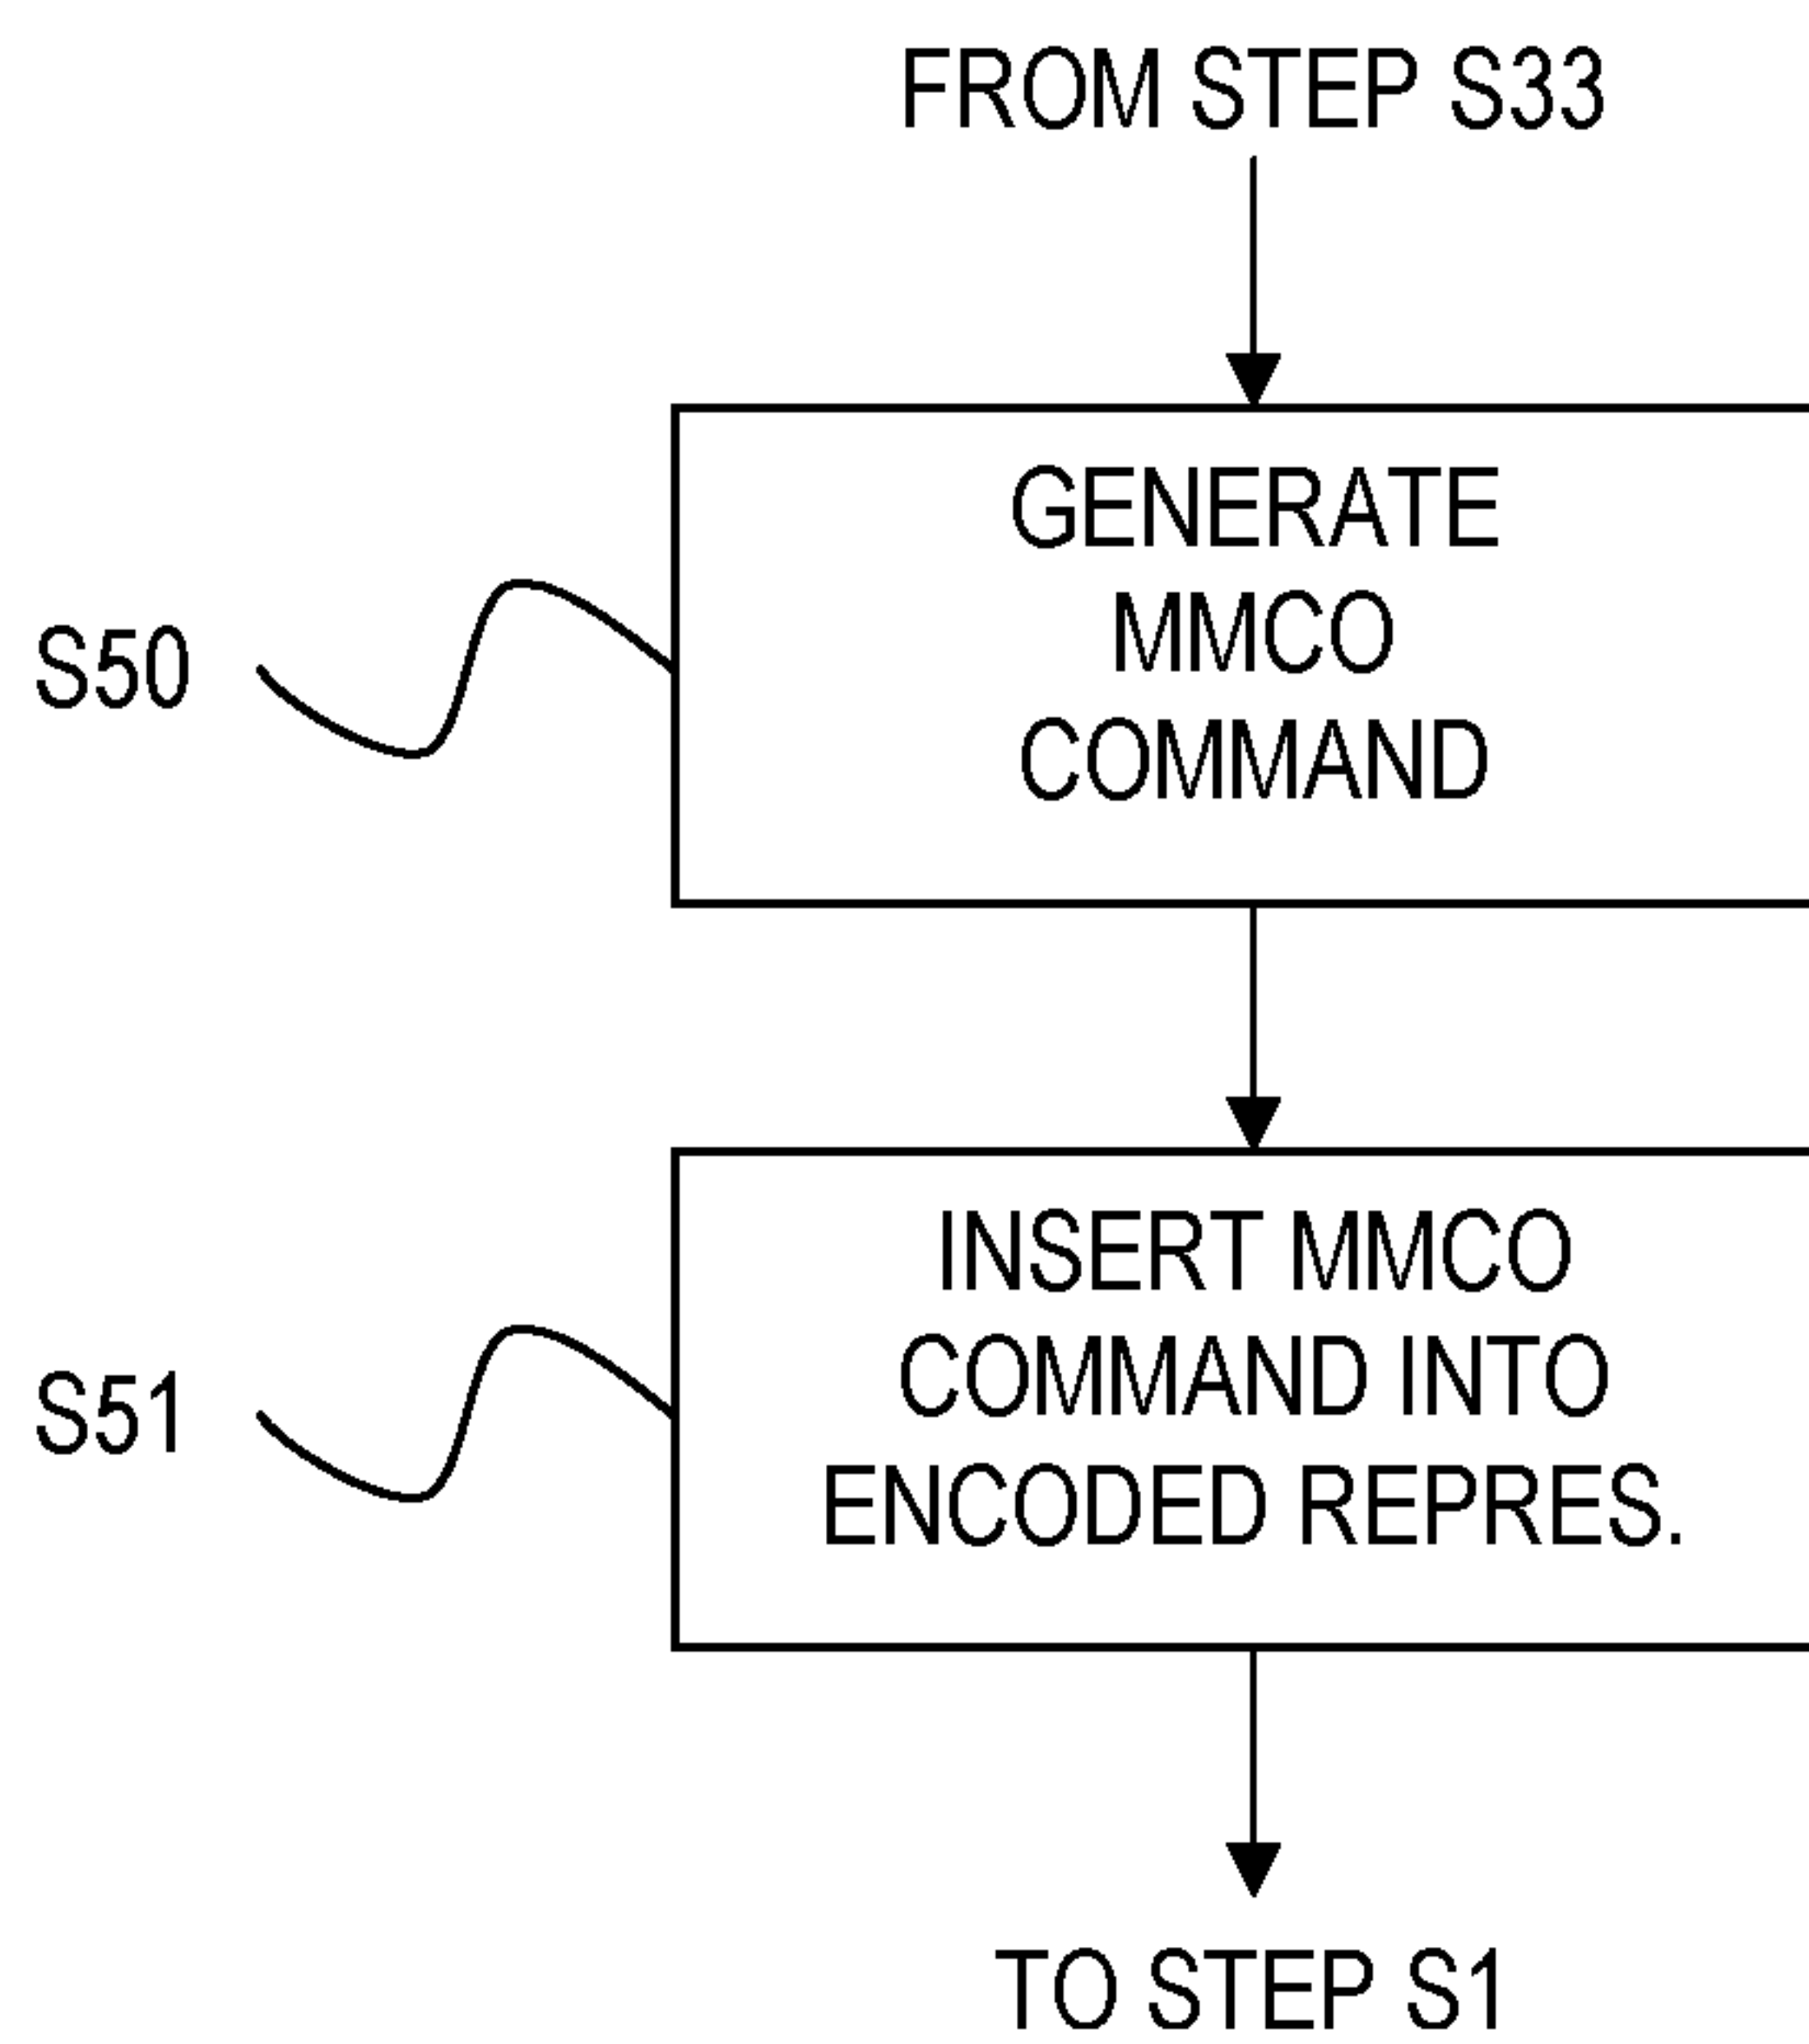 FROM STEP S33
GENERATE
MMCO
COMMAND
S50
INSERT MMCO
COMMAND INTO
ENCODED REPRES.
S51
TO STEP S1